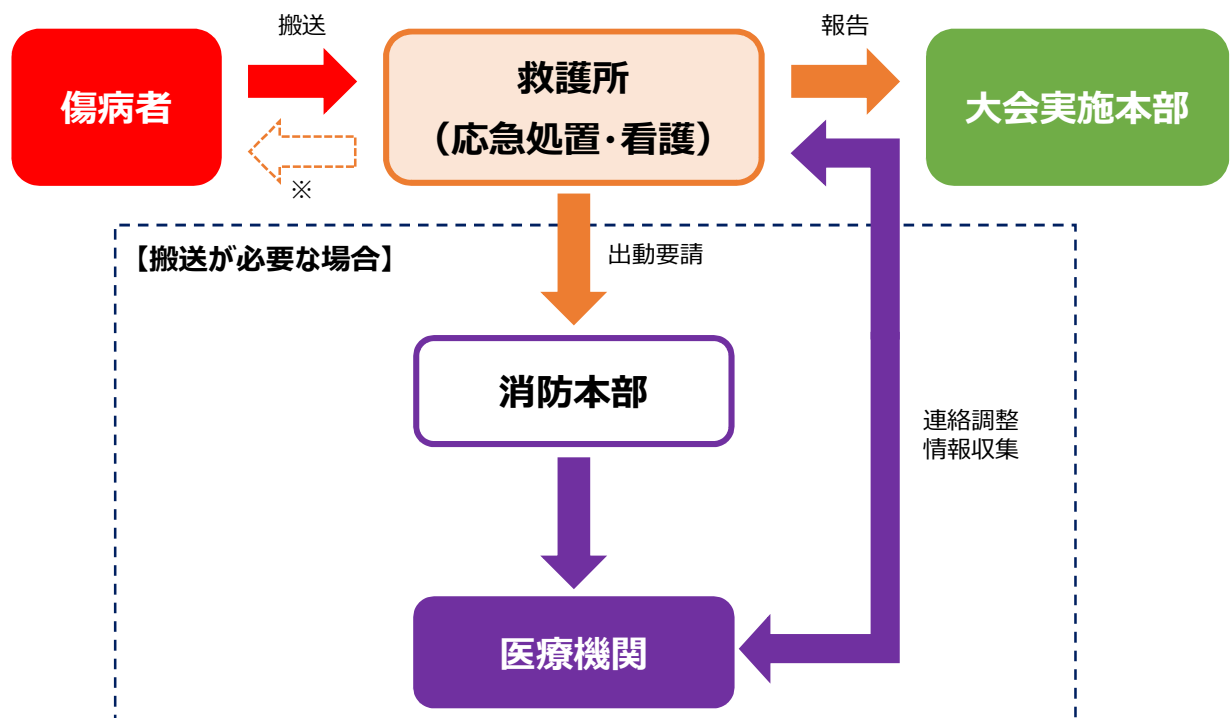 搬送
報告
傷病者
救護所
（応急処置・看護）
大会実施本部
※
【搬送が必要な場合】
出動要請
消防本部
連絡調整
情報収集
医療機関